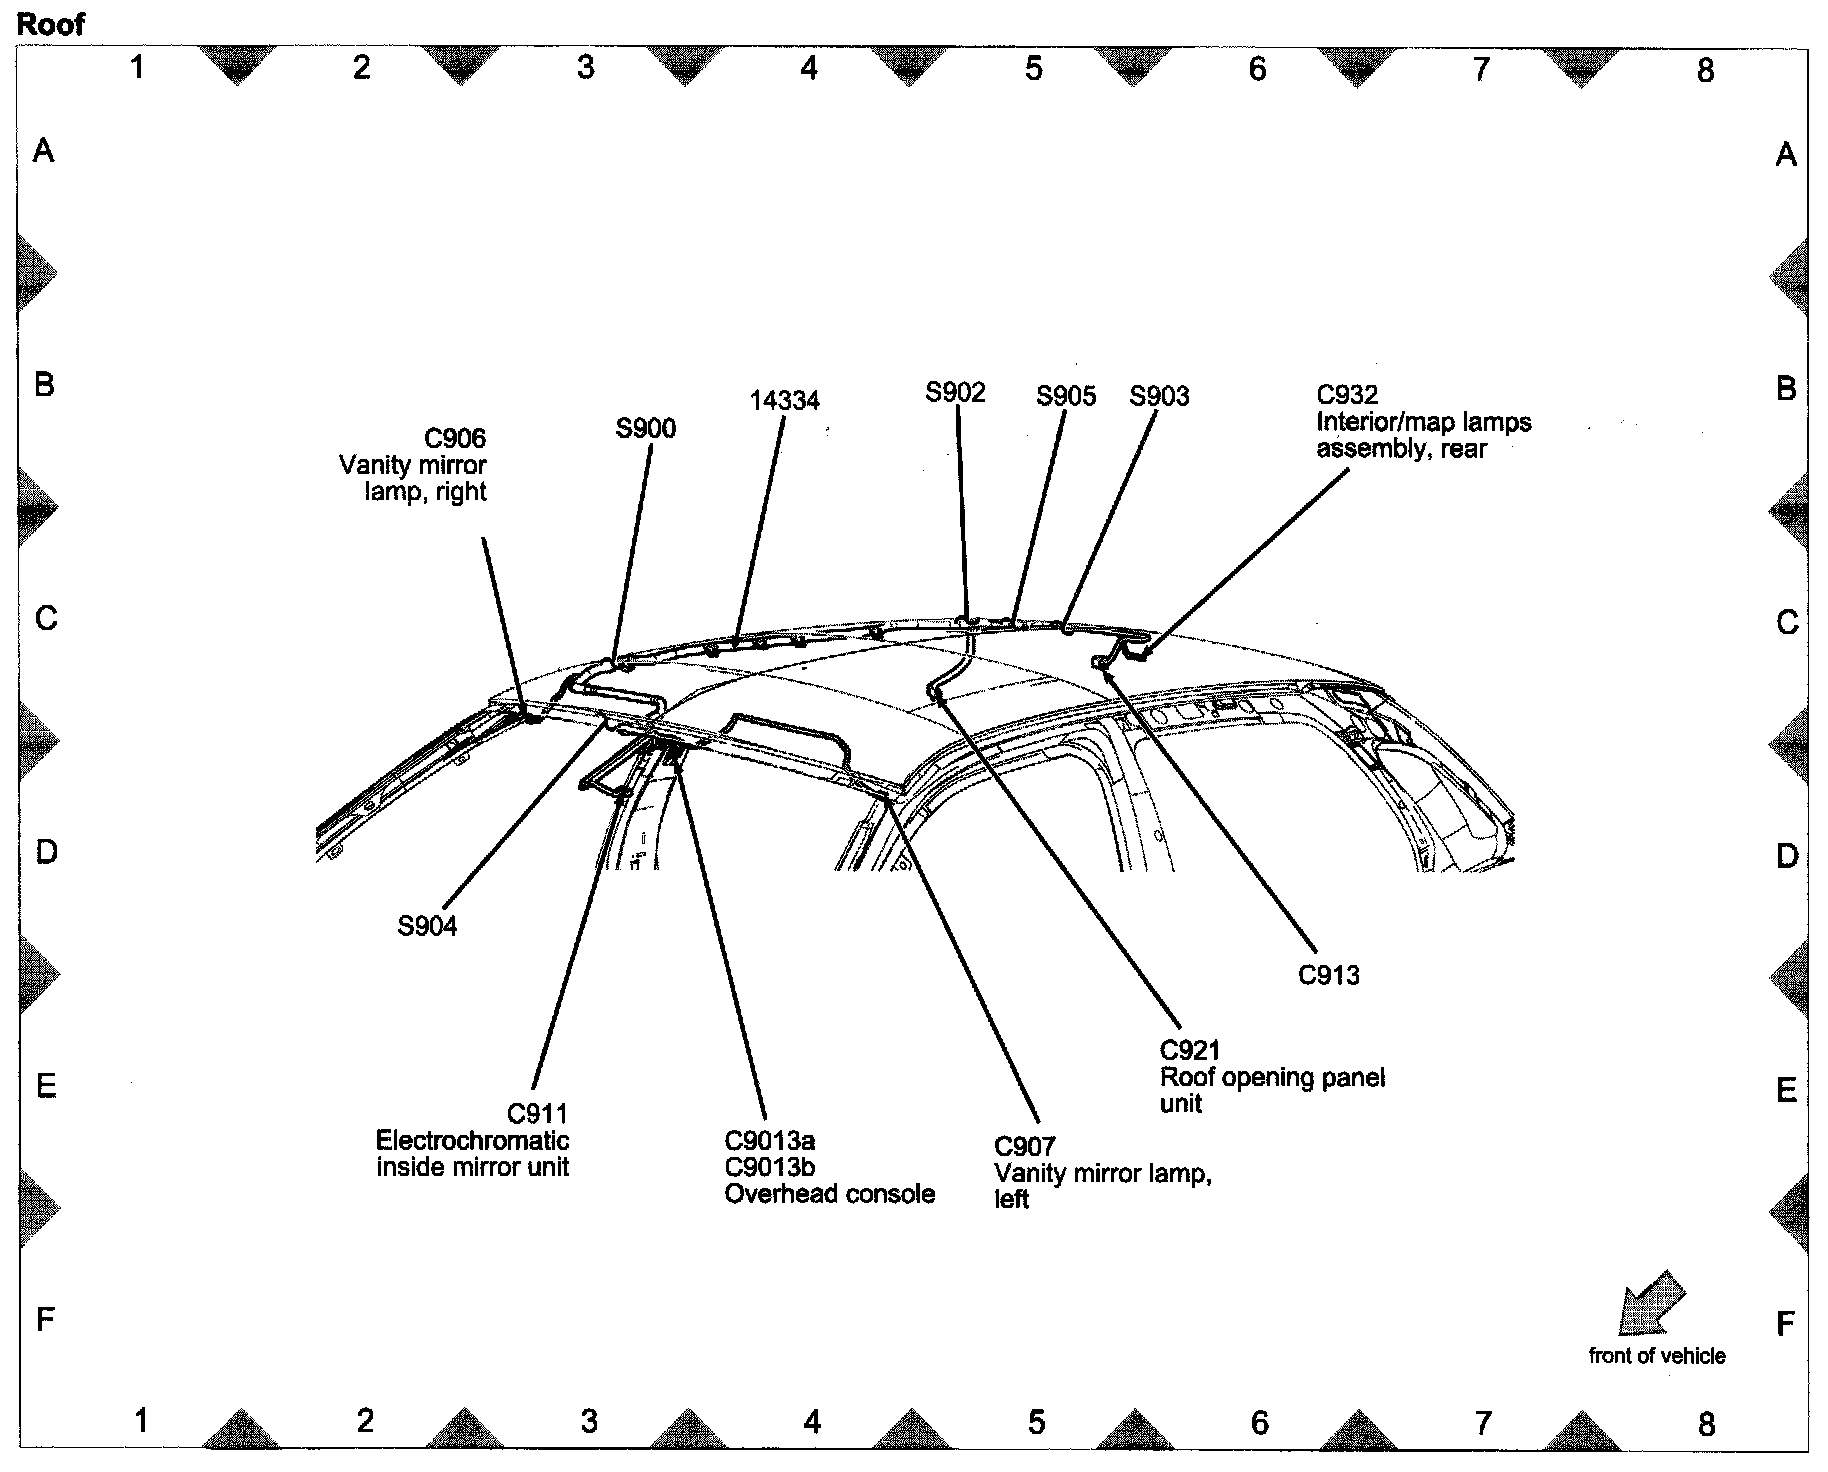 Roof
1 2 3 4 5 6 7 8
A A
B B
S902 S905 S903
C932
Interior/map lamps
assembly, rear
14334
S900
C906
Vanity mirror
lamp, right
C C
D D
S904
C913
C921
Roof opening panel
unit
E E
C911
Electrochromatic
inside mirror unit
C9013a
C9013b
Overhead console
C907
Vanity mirror lamp,
left
F F
front of vehicle
1 2 3 4 5 6 7 8